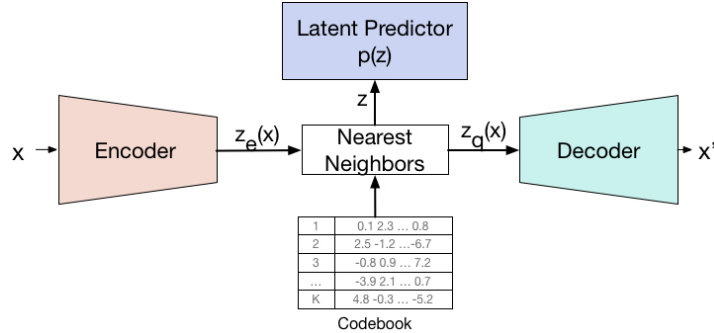 Latent Predictor
p(z)
z
x
Encoder
z_e(x)
Nearest
Neighbors
z_q(x)
Decoder
x'
1 0.1 2.3 ... 0.8
2 2.5 -1.2 ...-6.7
3 -0.8 0.9 ... 7.2
... -3.9 2.1 ... 0.7
K 4.8 -0.3 ... -5.2
Codebook